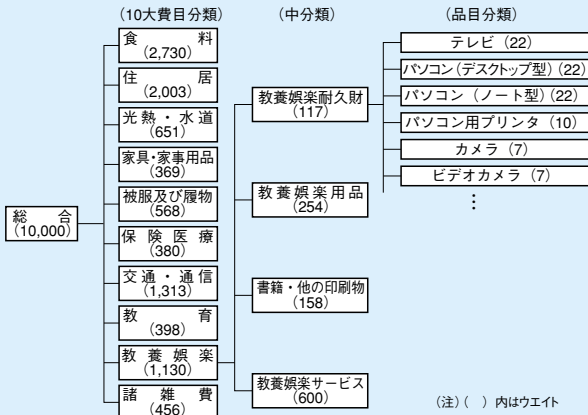 (10大費目分類)
(中分類)
(品目分類)
総合
(10,000)
食料
(2,730)
住居
(2,003)
光熱・水道
(651)
家具・家事用品
(369)
被服及び履物
(568)
保険医療
(380)
交通・通信
(1,313)
教育
(398)
教養娯楽
(1,130)
諸雑費
(456)
教養娯楽耐久財
(117)
教養娯楽用品
(254)
書籍・他の印刷物
(158)
教養娯楽サービス
(600)
テレビ (22)
パソコン(デスクトップ型) (22)
パソコン (ノート型) (22)
パソコン用プリンタ (10)
カメラ (7)
ビデオカメラ (7)
⋮
(注) ( ) 内はウエイト